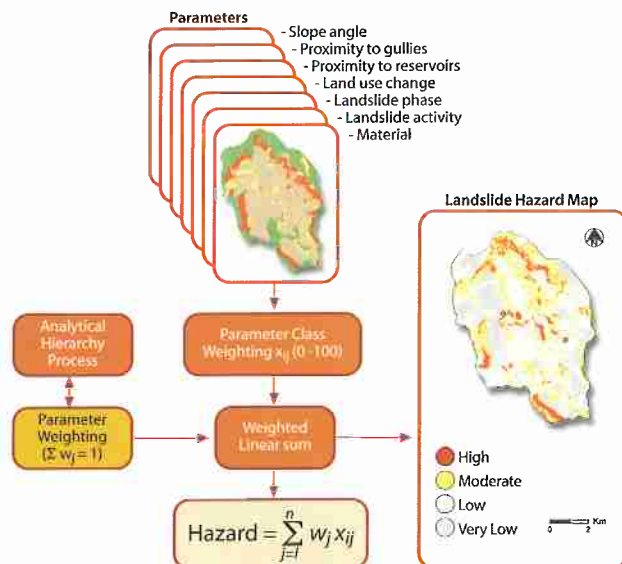 Parameters
- Slope angle
- Proximity to gullies
- Proximity to reservoirs
- Land use change
- Landslide phase
- Landslide activity
- Material
Landslide Hazard Map
N
Analytical
Hierarchy
Process
Parameter Class
Weighting xij (0 -100)
Parameter
Weighting
(Σ wj = 1)
Weighted
Linear sum
Hazard = n∑j=l wj xij
High
Moderate
Low
Very Low
Km
0 2